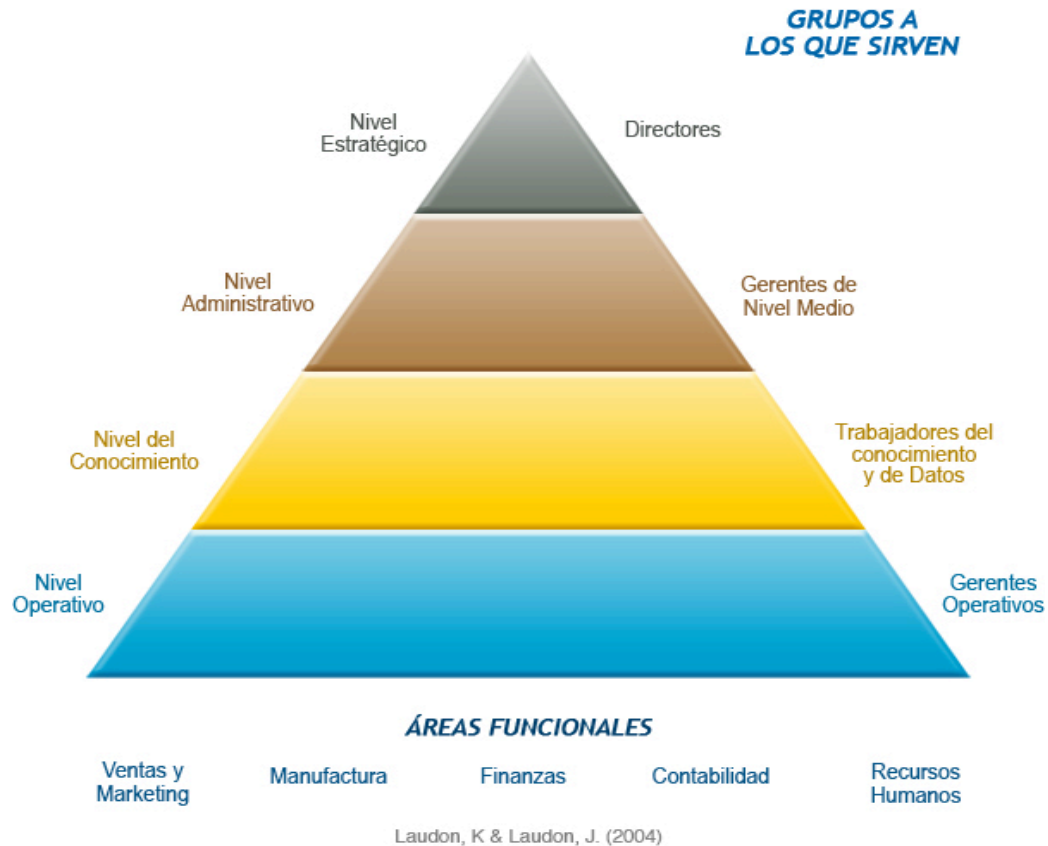 GRUPOS A
LOS QUE SIRVEN
Nivel
Estratégico
Directores
Nivel
Administrativo
Gerentes de
Nivel Medio
Nivel del
Conocimiento
Trabajadores del
conocimiento
y de Datos
Nivel
Operativo
Gerentes
Operativos
ÁREAS FUNCIONALES
Ventas y
Marketing
Manufactura
Finanzas
Contabilidad
Recursos
Humanos
Laudon, K & Laudon, J. (2004)